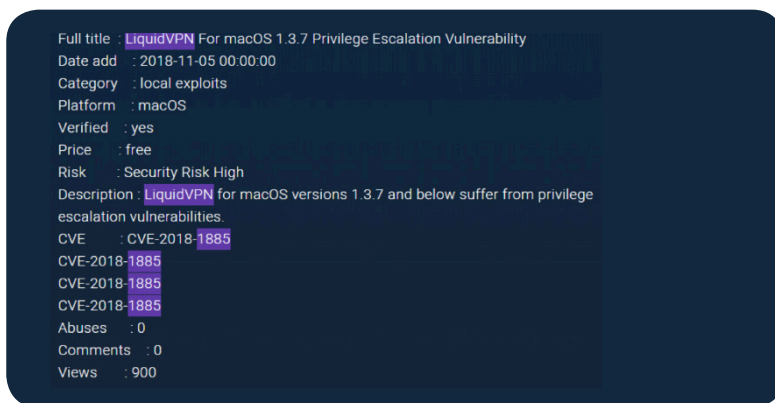 Full title : LiquidVPN For macOS 1.3.7 Privilege Escalation Vulnerability
Date add : 2018-11-05 00:00:00
Category : local exploits
Platform : macOS
Verified : yes
Price : free
Risk : Security Risk High
Description : LiquidVPN for macOS versions 1.3.7 and below suffer from privilege
escalation vulnerabilities.
CVE : CVE-2018-1885
CVE-2018-1885
CVE-2018-1885
CVE-2018-1885
Abuses : 0
Comments : 0
Views : 900